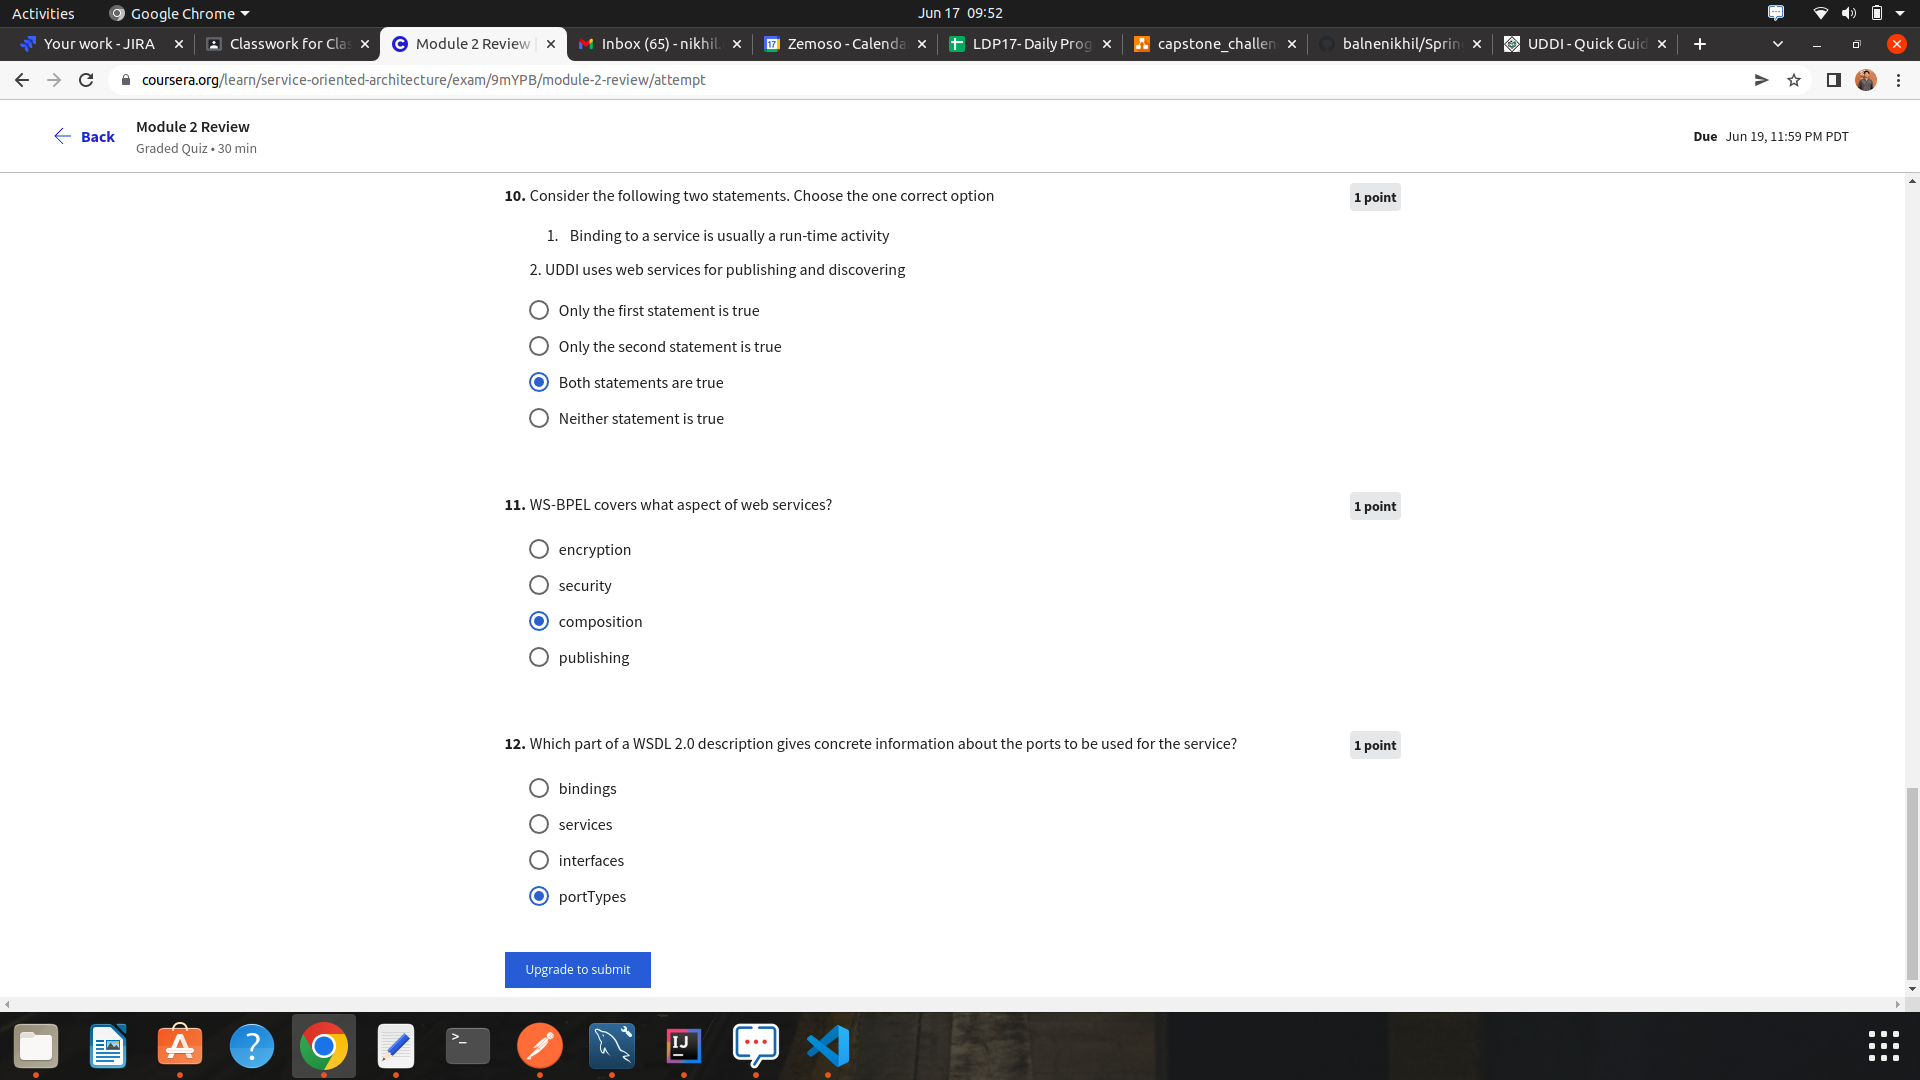 Activities
Google Chrome
Jun 17 09:52
Your work - JIRA
Classwork for Clas
Module 2 Review |
Inbox (65) - nikhil.
Zemoso - Calenda
LDP17- Daily Prog
capstone_challen
balnenikhil/Sprin
UDDI - Quick Guid
coursera.org/learn/service-oriented-architecture/exam/9mYPB/module-2-review/attempt
Back
Module 2 Review
Graded Quiz • 30 min
Due Jun 19, 11:59 PM PDT
10. Consider the following two statements. Choose the one correct option
1 point
1. Binding to a service is usually a run-time activity
2. UDDI uses web services for publishing and discovering
Only the first statement is true
Only the second statement is true
Both statements are true
Neither statement is true
11. WS-BPEL covers what aspect of web services?
1 point
encryption
security
composition
publishing
12. Which part of a WSDL 2.0 description gives concrete information about the ports to be used for the service?
1 point
bindings
services
interfaces
portTypes
Upgrade to submit